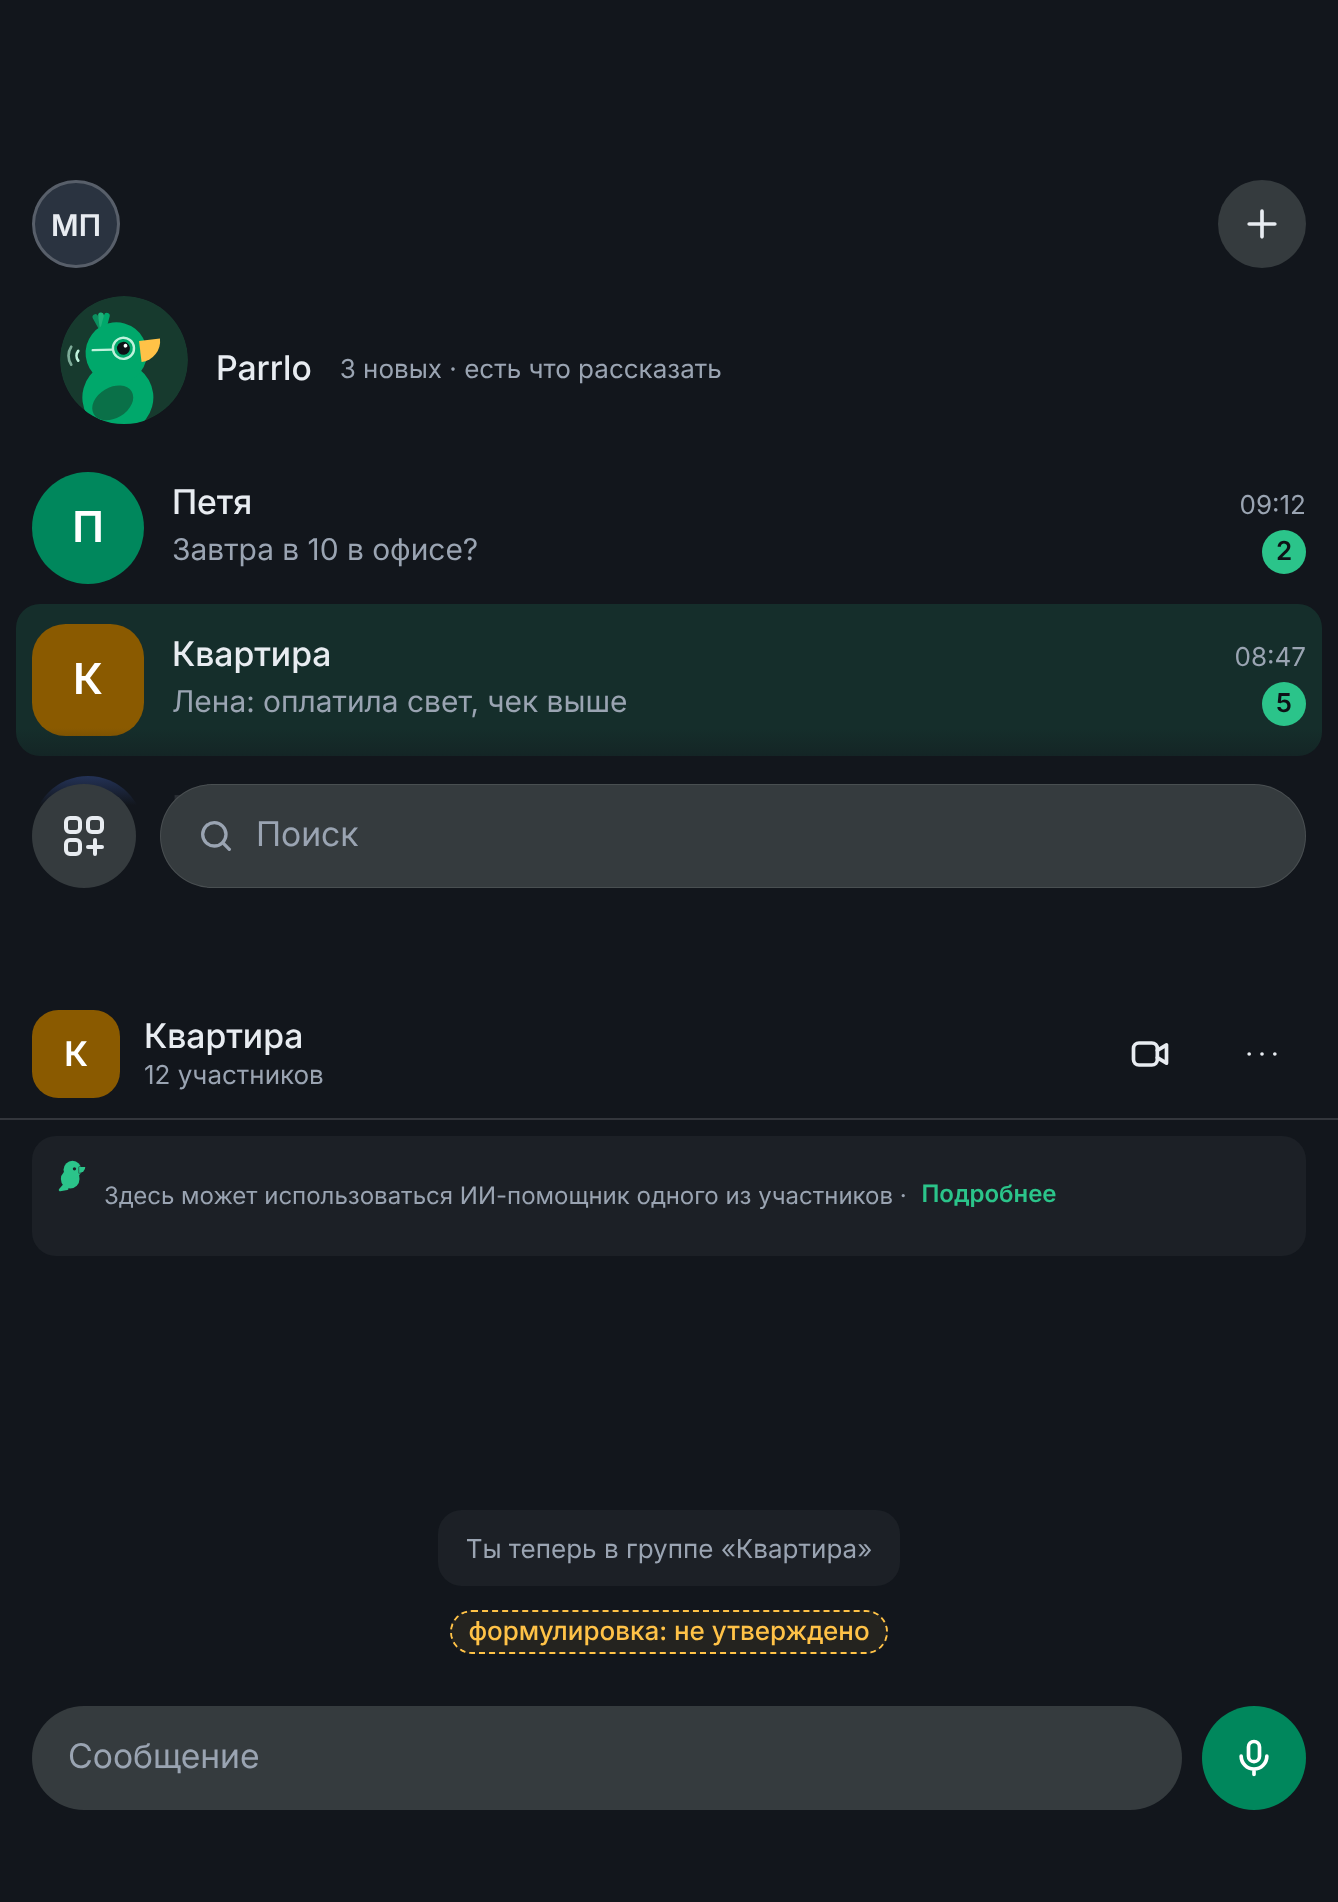 МП
Parrlo 3 новых · есть что рассказать
П
Петя
09:12
Завтра в 10 в офисе?
2
К
Квартира
08:47
Лена: оплатила свет, чек выше
5
Поиск
К
Квартира
12 участников
Здесь может использоваться ИИ-помощник одного из участников · Подробнее
Ты теперь в группе «Квартира»
формулировка: не утверждено
Сообщение